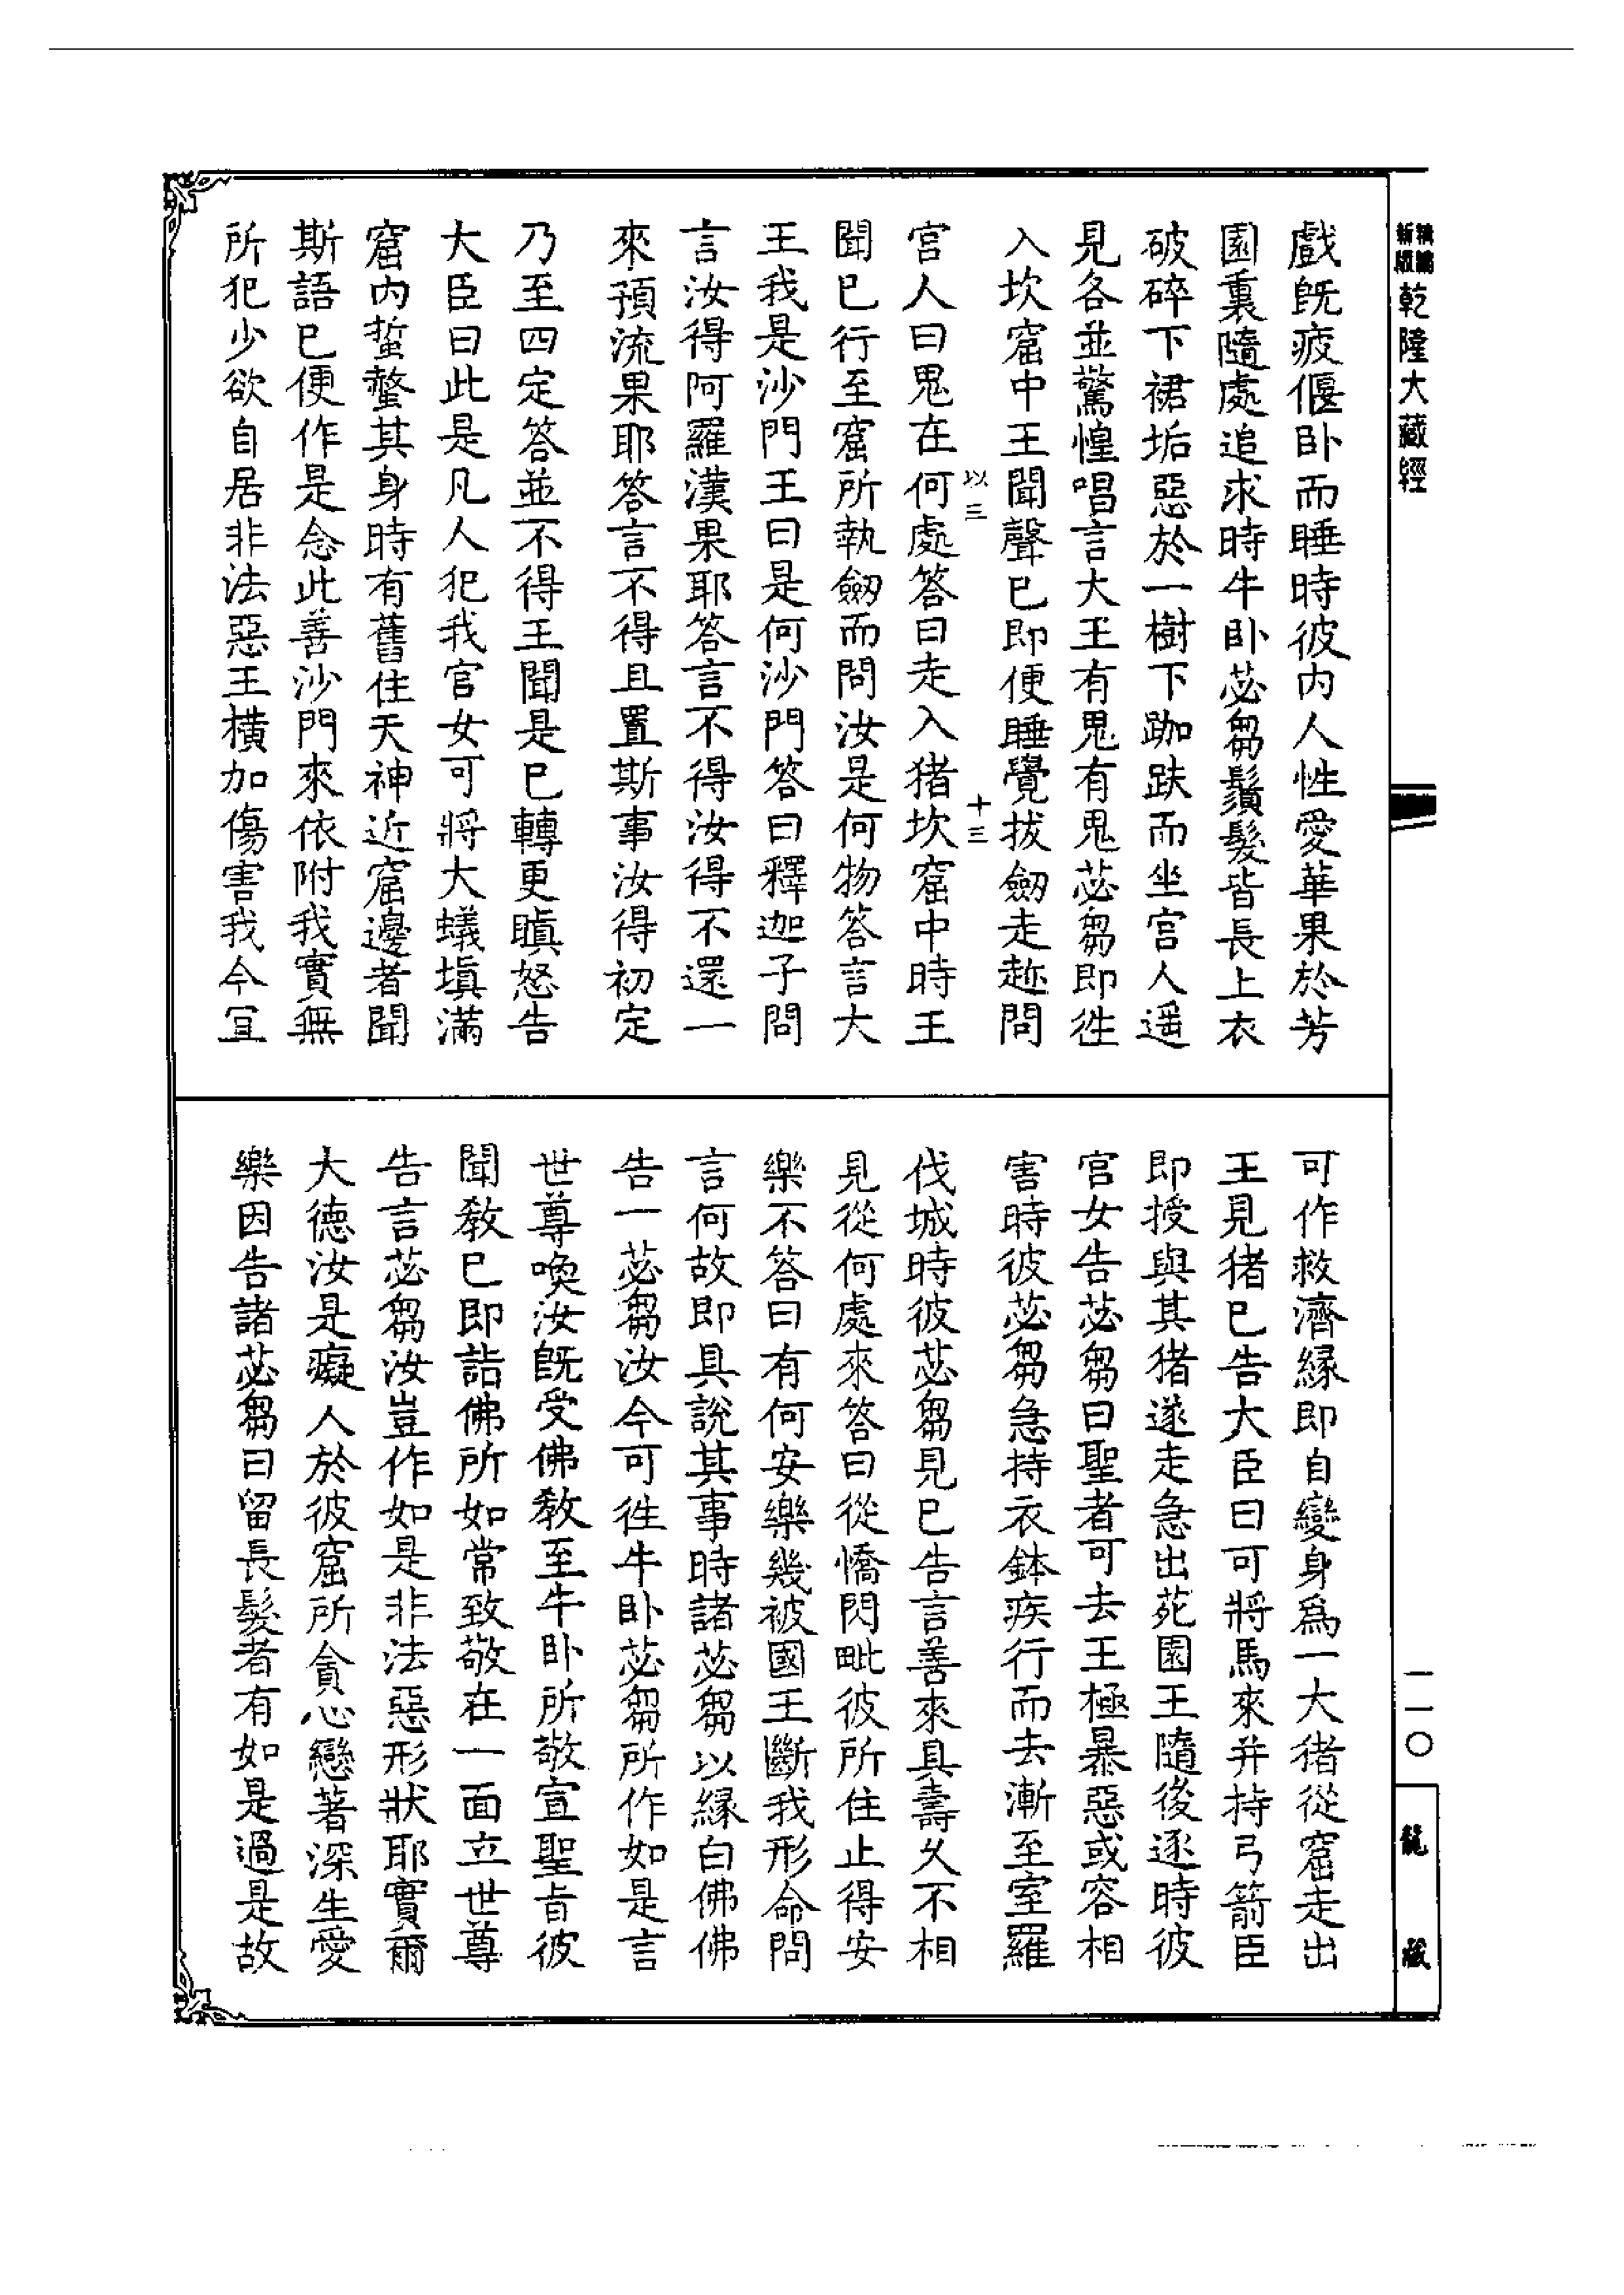 新編縮版乾隆大藏經
戲旣疲偃卧而睡時彼内人性愛華果於芳
園裏隨處追求時牛卧苾芻鬚髮皆長上衣
破碎下裙垢惡於一樹下跏趺而坐宫人遥
見各並驚惶唱言大王有鬼有鬼苾芻即徃
入坎窟中王聞聲已即便睡覺拔劒走趂問
宫人曰鬼在何處答曰走入猪坎窟中時王
以三
十三
聞已行至窟所執劒而問汝是何物答言大
王我是沙門王曰是何沙門答曰釋迦子問
言汝得阿羅漢果耶答言不得汝得不還一
來預流果耶答言不得且置斯事汝得初定
乃至四定答並不得王聞是已轉更瞋怒告
大臣曰此是凡人犯我宫女可將大蟻塡滿
窟内蜇螫其身時有舊住天神近窟邊者聞
斯語已便作是念此善沙門來依附我實無
所犯少欲自居非法惡王横加傷害我今冝
可作救濟縁即自變身爲一大猪從窟走出
王見猪已告大臣曰可將馬來并持弓箭臣
即授與其猪遂走急出苑園王隨後逐時彼
宫女告苾芻曰聖者可去王極暴惡或容相
害時彼苾芻急持衣鉢疾行而去漸至室羅
伐城時彼苾芻見已告言善來具壽乆不相
見從何處來答曰從憍閃毗彼所住止得安
樂不答曰有何安樂幾被國王斷我形命問
言何故即具說其事時諸苾芻以縁白佛佛
告一苾芻汝今可徃牛卧苾芻所作如是言
世尊喚汝旣受佛敎至牛卧所敬宣聖旨彼
聞敎已即詣佛所如常致敬在一面立世尊
告言苾芻汝豈作如是非法惡形狀耶實爾
大德汝是癡人於彼窟所貪心戀著深生愛
樂因告諸苾芻曰留長髮者有如是過是故
一一〇
龍藏